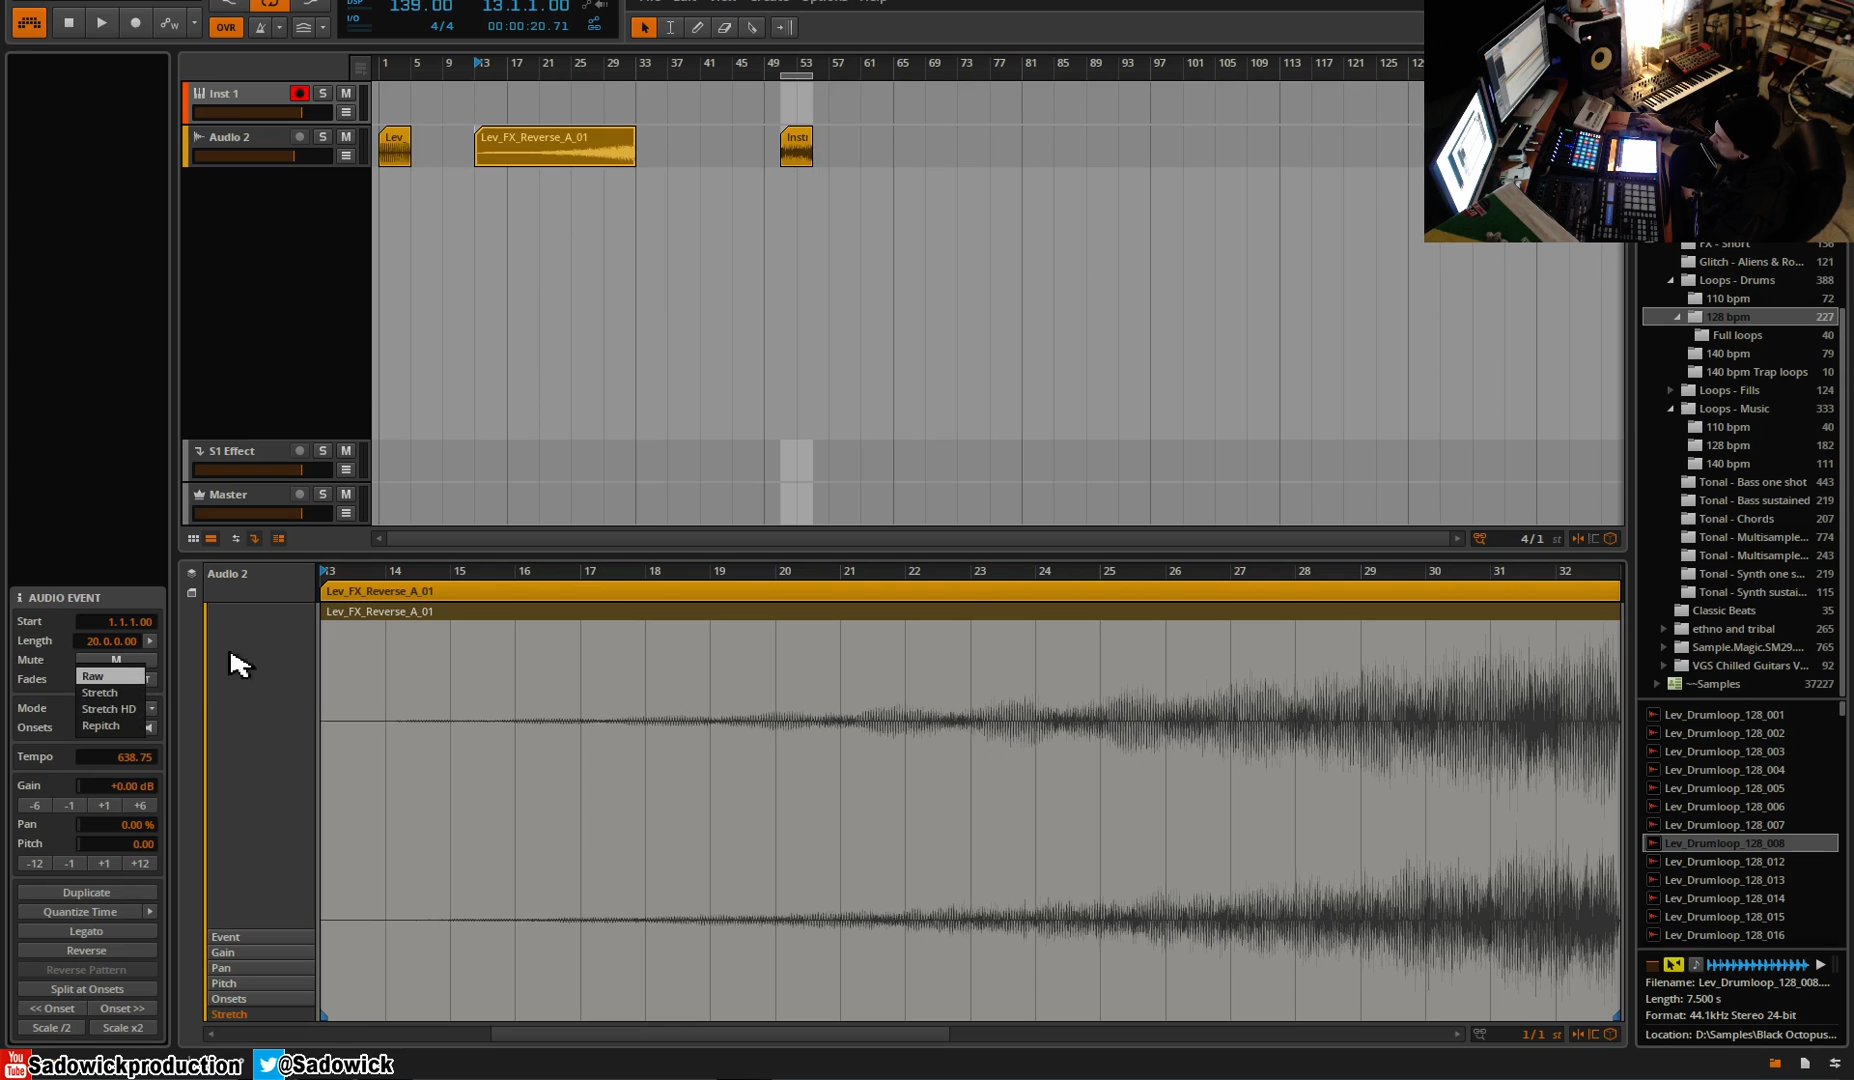 139.00
13.1.1.00
OVR
DSP
I/O
4/4
00:00:20.71
1 5 9 13 17 21 25 29 33 37 41 45 49 53 57 61 65 69 73 77 81 85 89 93 97 101 105 109 113 117 121 125
Inst 1 S M
Audio 2 S M
Lev
Lev_FX_Reverse_A_01
Inst
S1 Effect S M
Master S M
4/1 st
Audio 2
13 14 15 16 17 18 19 20 21 22 23 24 25 26 27 28 29 30 31 32
Lev_FX_Reverse_A_01
Lev_FX_Reverse_A_01
AUDIO EVENT
Start 1.1.1.00
Length 20.0.0.00
Mute M
Fades
Raw
Stretch
Stretch HD
Repitch
Mode
Onsets
Tempo 638.75
Gain +0.00 dB
-6 -1 +1 +6
Pan 0.00 %
Pitch 0.00
-12 -1 +1 +12
Duplicate
Quantize Time
Legato
Reverse
Reverse Pattern
Split at Onsets
<< Onset Onset >>
Scale /2 Scale x2
Event
Gain
Pan
Pitch
Onsets
Stretch
1/1 st
FX - Short 136
Glitch - Aliens & Ro... 121
Loops - Drums 388
110 bpm 72
128 bpm 227
Full loops 40
140 bpm 79
140 bpm Trap loops 10
Loops - Fills 124
Loops - Music 333
110 bpm 40
128 bpm 182
140 bpm 111
Tonal - Bass one shot 443
Tonal - Bass sustained 219
Tonal - Chords 207
Tonal - Multisample... 774
Tonal - Multisample... 243
Tonal - Synth one s... 219
Tonal - Synth sustai... 115
Classic Beats 35
ethno and tribal 265
Sample.Magic.SM29.... 765
VGS Chilled Guitars V... 92
~~Samples 37227
Lev_Drumloop_128_001
Lev_Drumloop_128_002
Lev_Drumloop_128_003
Lev_Drumloop_128_004
Lev_Drumloop_128_005
Lev_Drumloop_128_006
Lev_Drumloop_128_007
Lev_Drumloop_128_008
Lev_Drumloop_128_012
Lev_Drumloop_128_013
Lev_Drumloop_128_014
Lev_Drumloop_128_015
Lev_Drumloop_128_016
Filename: Lev_Drumloop_128_008....
Length: 7.500 s
Format: 44.1kHz Stereo 24-bit
Location: D:\Samples\Black Octopus...
You Tube Sadowickproduction @Sadowick